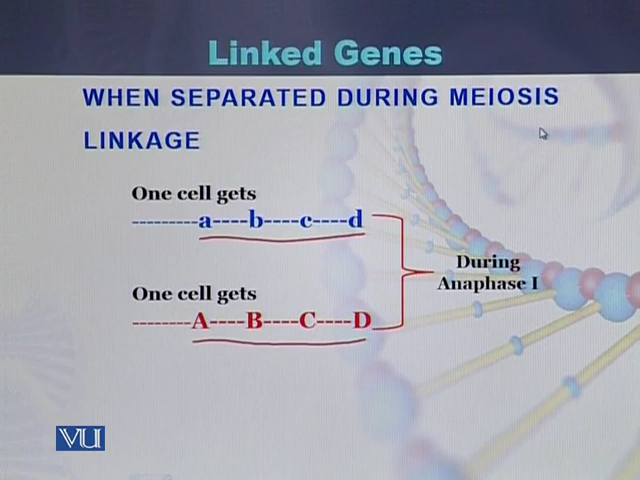 Linked Genes
WHEN SEPARATED DURING MEIOSIS
LINKAGE
One cell gets
---------a----b----c----d
During
Anaphase I
One cell gets
--------A----B----C----D
VU